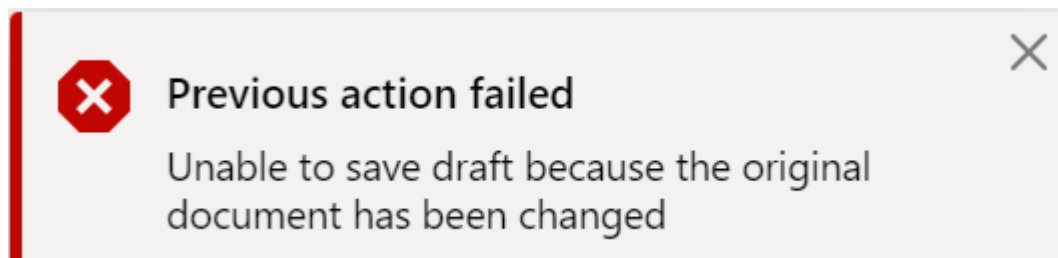 Previous action failed
Unable to save draft because the original
document has been changed